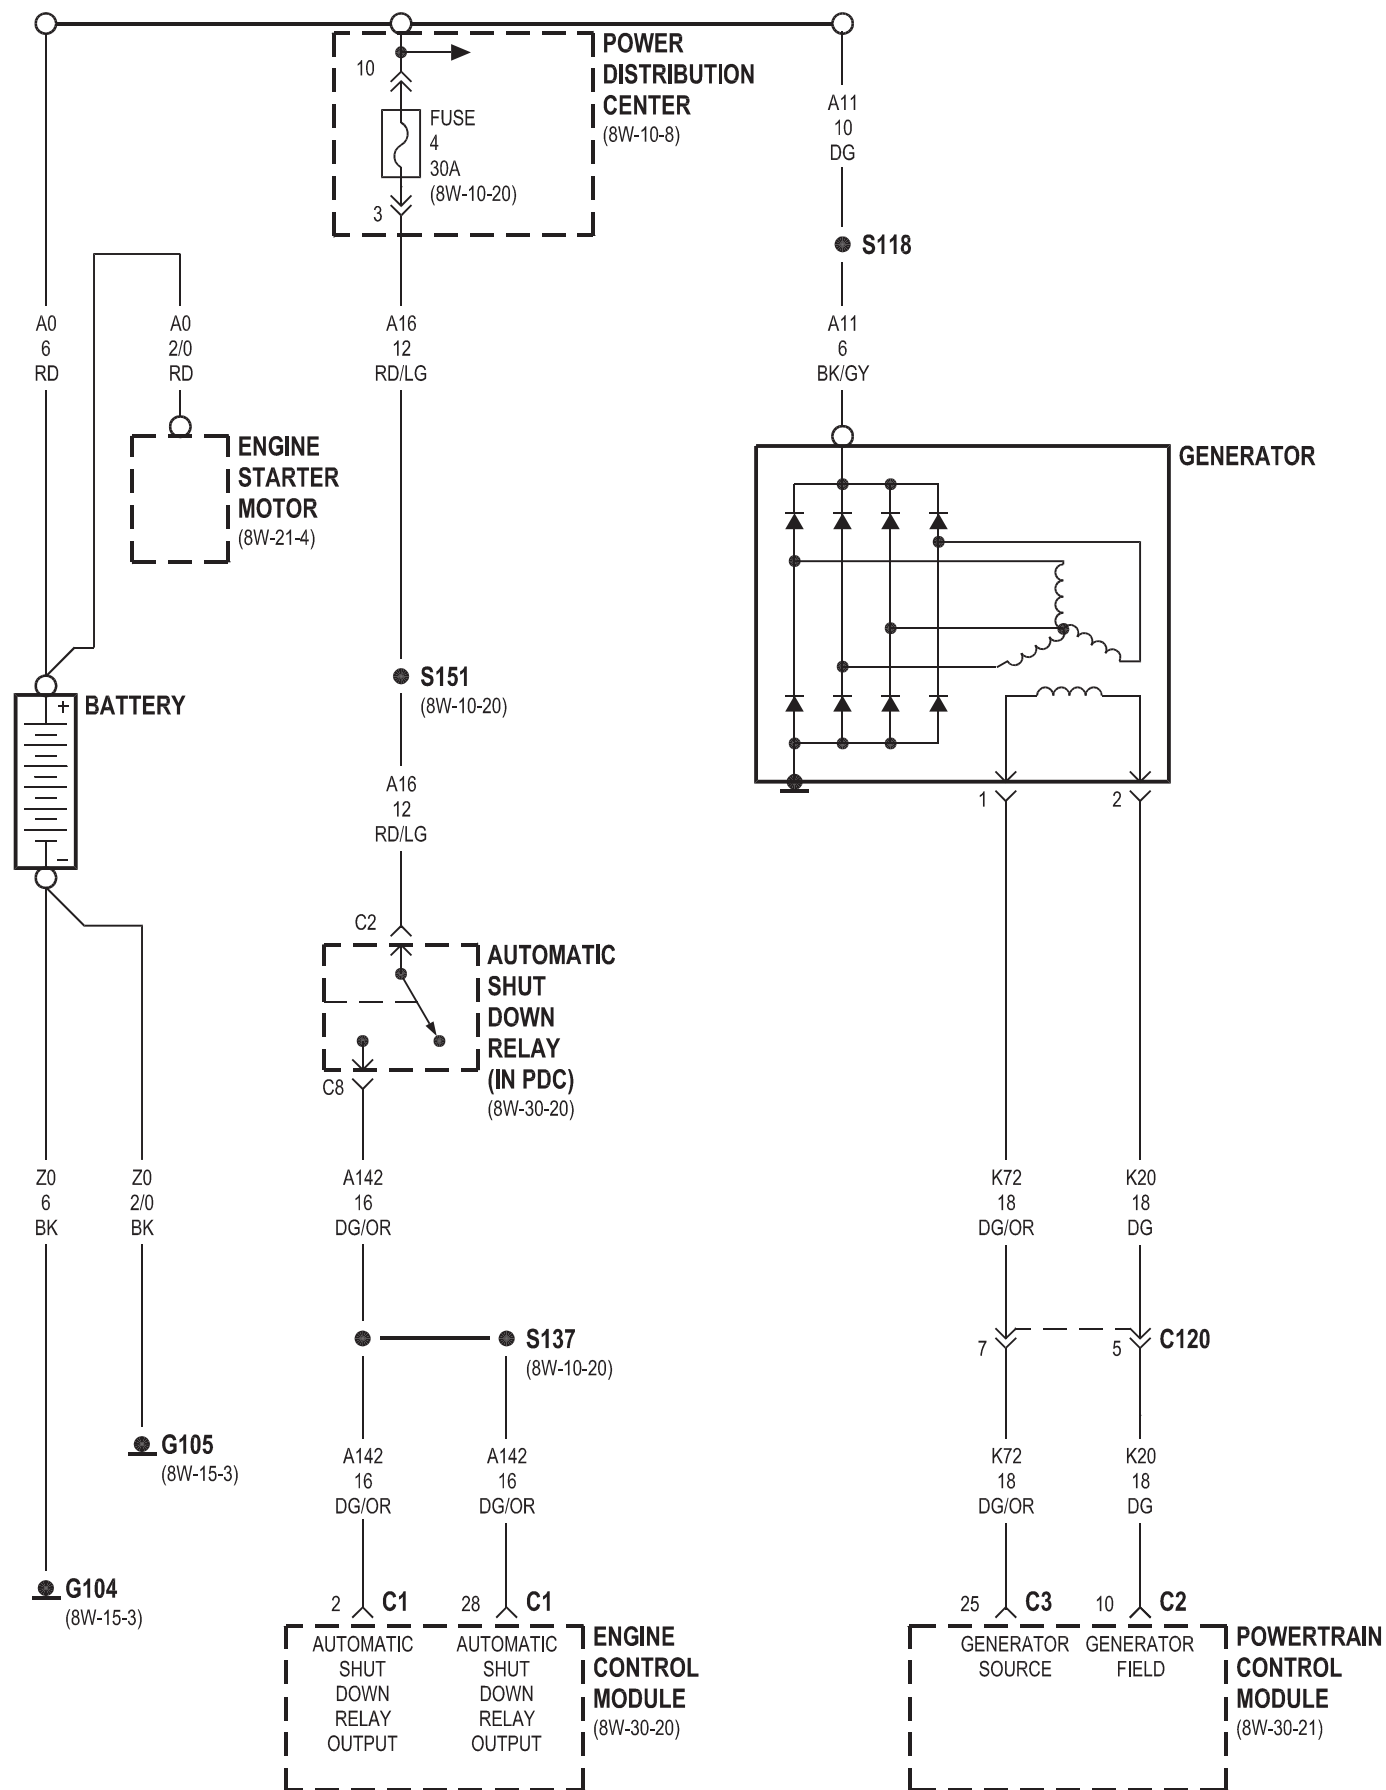 POWER
DISTRIBUTION
CENTER
(8W-10-8)
10
FUSE
4
30A
(8W-10-20)
3
A11
10
DG
S118
A0
6
RD
A0
2/0
RD
A16
12
RD/LG
A11
6
BK/GY
ENGINE
STARTER
MOTOR
(8W-21-4)
GENERATOR
S151
(8W-10-20)
+
BATTERY
–
A16
12
RD/LG
1
2
C2
AUTOMATIC
SHUT
DOWN
RELAY
(IN PDC)
(8W-30-20)
C8
Z0
6
BK
Z0
2/0
BK
A142
16
DG/OR
K72
18
DG/OR
K20
18
DG
S137
(8W-10-20)
7
5
C120
G105
(8W-15-3)
A142
16
DG/OR
A142
16
DG/OR
K72
18
DG/OR
K20
18
DG
G104
(8W-15-3)
2
C1
28
C1
25
C3
10
C2
AUTOMATIC
SHUT
DOWN
RELAY
OUTPUT
AUTOMATIC
SHUT
DOWN
RELAY
OUTPUT
ENGINE
CONTROL
MODULE
(8W-30-20)
GENERATOR
SOURCE
GENERATOR
FIELD
POWERTRAIN
CONTROL
MODULE
(8W-30-21)